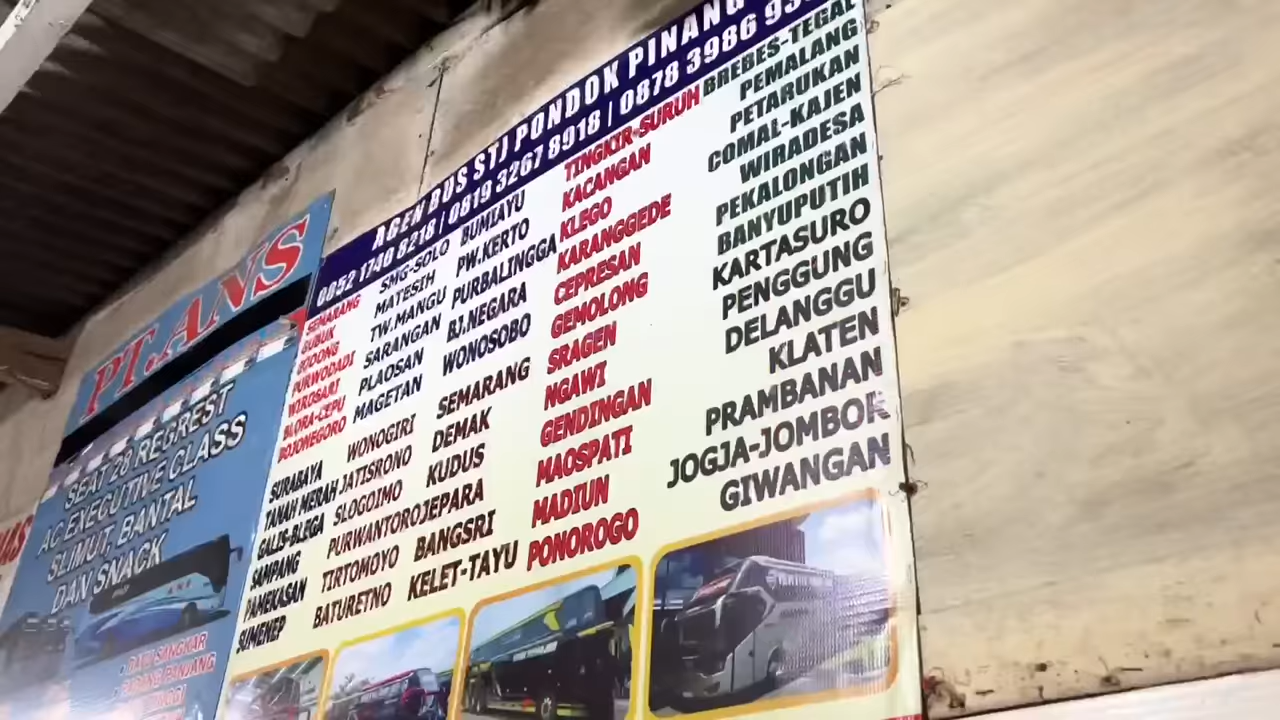 PT.ANS
SEAT 28 REGREST
AC EXECUTIVE CLASS
SLIMUT, BANTAL
DAN SNACK
PADANG PANJANG
AGEN BUS STJ PONDOK PINANG
0852 1740 8218 | 0819 3267 8918 | 0878 3986
SEMARANG
GUBUK
GODONG
PURWODADI
WIROSARI
BLORA-CEPU
BOJONEGORO
SURABAYA
TANAH MERAH
GALIS-BLEGA
SAMPANG
PAMEKASAN
SUMENEP
SMG-SOLO
MATESIH
TW.MANGU
SARANGAN
PLAOSAN
MAGETAN
WONOGIRI
JATISRONO
SLOGOIMO
PURWANTORO
TIRTOMOYO
BATURETNO
BUMIAYU
PW.KERTO
PURBALINGGA
BJ.NEGARA
WONOSOBO
SEMARANG
DEMAK
KUDUS
JEPARA
BANGSRI
KELET-TAYU
TINGKIR-SURUH
KACANGAN
KLEGO
KARANGGEDE
CEPRESAN
GEMOLONG
SRAGEN
NGAWI
GENDINGAN
MAOSPATI
MADIUN
PONOROGO
BREBES-TEGAL
PEMALANG
PETARUKAN
COMAL-KAJEN
WIRADESA
PEKALONGAN
BANYUPUTIH
KARTASURO
PENGGUNG
DELANGGU
KLATEN
PRAMBANAN
JOGJA-JOMBOR
GIWANGAN